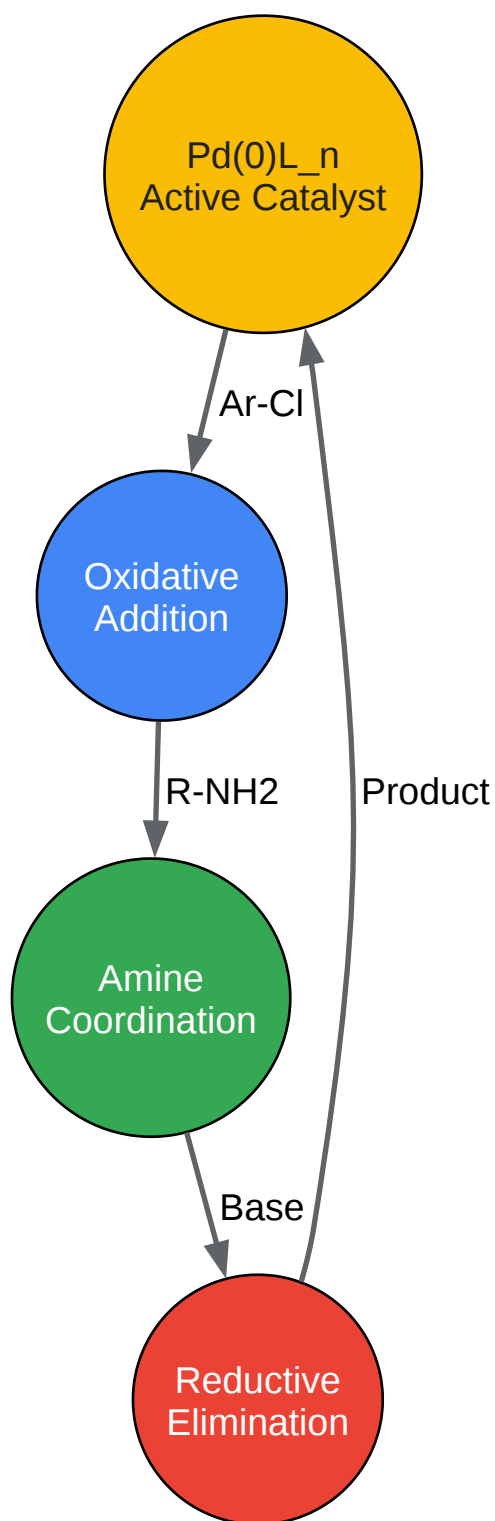 Pd(0)L_n
Active Catalyst
Ar-Cl
Oxidative
Addition
R-NH2
Product
Amine
Coordination
Base
Reductive
Elimination